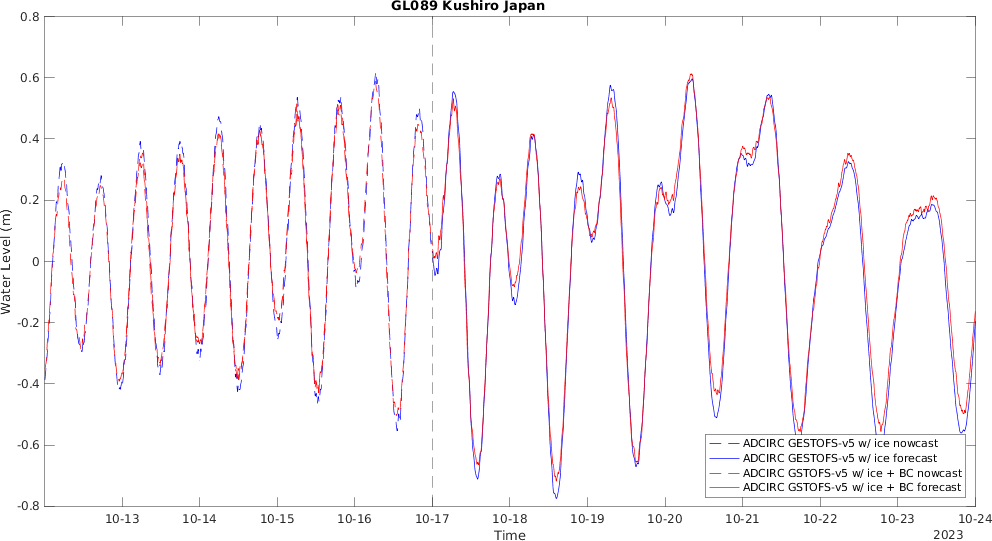 GL089 Kushiro Japan
0.8
0.6
0.4
0.2
0
-0.2
-0.4
-0.6
-0.8
Water Level (m)
ADCIRC GESTOFS-v5 w/ ice nowcast
ADCIRC GESTOFS-v5 w/ ice forecast
ADCIRC GSTOFS-v5 w/ ice + BC nowcast
ADCIRC GSTOFS-v5 w/ ice + BC forecast
10-13 10-14 10-15 10-16 10-17 10-18 10-19 10-20 10-21 10-22 10-23 10-24
Time
2023